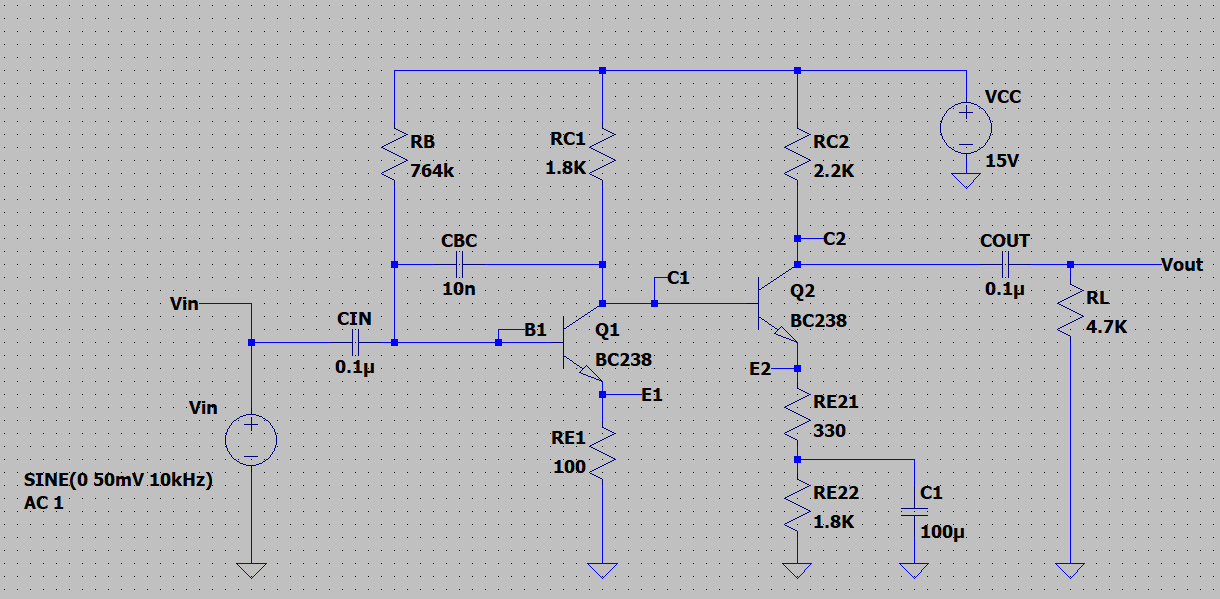 VCC
15V
RB
764k
RC1
1.8K
RC2
2.2K
CBC
10n
C2
COUT
0.1µ
Vout
C1
Q2
BC238
RL
4.7K
Vin
CIN
0.1µ
B1
Q1
BC238
E2
E1
Vin
SINE(0 50mV 10kHz)
AC 1
RE1
100
RE21
330
RE22
1.8K
C1
100µ